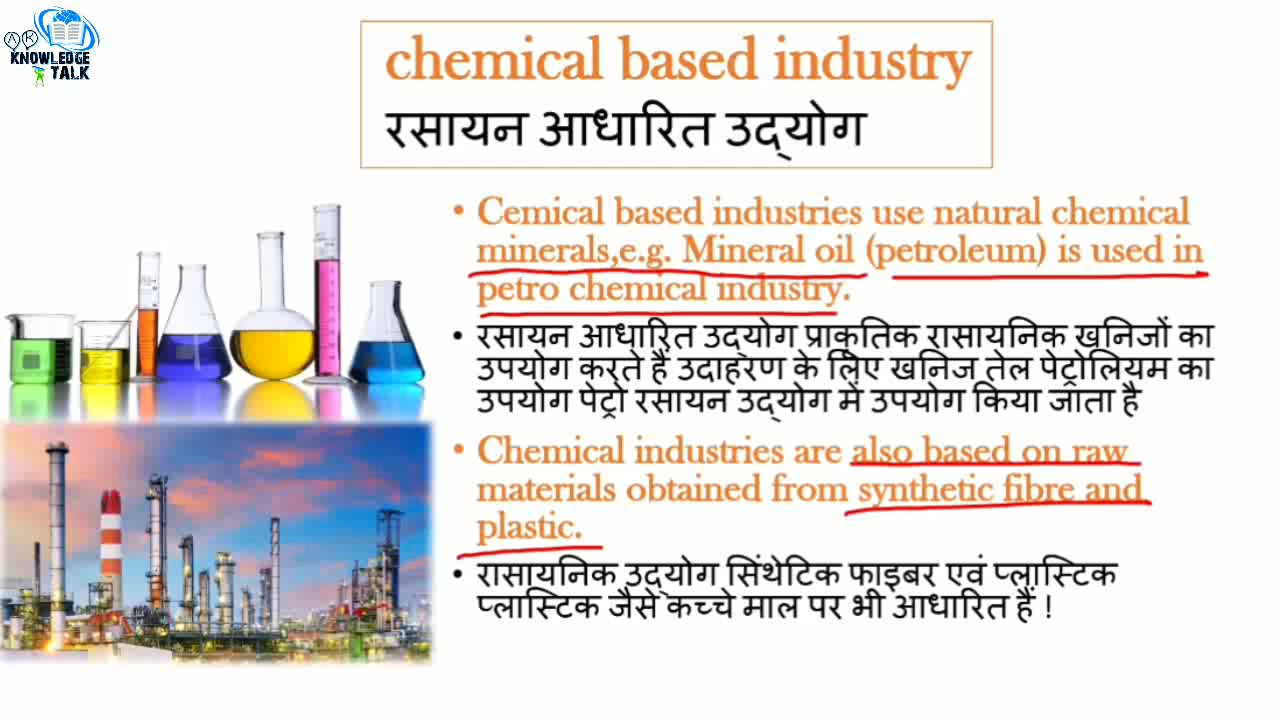 A K
KNOWLEDGE
TALK
chemical based industry
रसायन आधारित उद्योग
• Cemical based industries use natural chemical
minerals,e.g. Mineral oil (petroleum) is used in
petro chemical industry.
• रसायन आधारित उद्योग प्राकृतिक रासायनिक खनिजों का
उपयोग करते हैं उदाहरण के लिए खनिज तेल पेट्रोलियम का
उपयोग पेट्रो रसायन उद्योग में उपयोग किया जाता है
• Chemical industries are also based on raw
materials obtained from synthetic fibre and
plastic.
• रासायनिक उद्योग सिंथेटिक फाइबर एवं प्लास्टिक
प्लास्टिक जैसे कच्चे माल पर भी आधारित हैं !